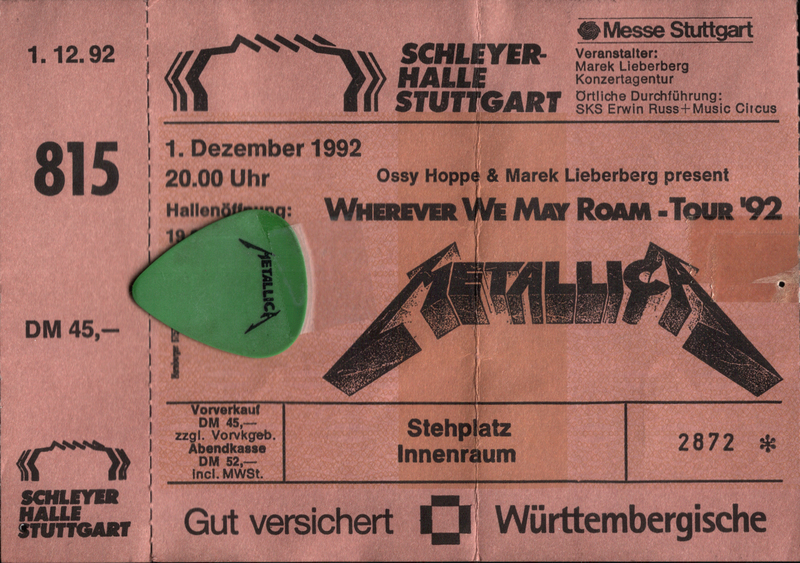 1. 12. 92
815
DM 45,—
SCHLEYER
HALLE
STUTTGART
SCHLEYER-
HALLE
STUTTGART
Messe Stuttgart
Veranstalter:
Marek Lieberberg
Konzertagentur
Örtliche Durchführung:
SKS Erwin Russ+Music Circus
1. Dezember 1992
20.00 Uhr
Hallenöffnung:
Ossy Hoppe & Marek Lieberberg present
WHEREVER WE MAY ROAM - TOUR '92
METALLICA
METALLICA
Vorverkauf
DM 45,—
zzgl. Vorvkgeb.
Abendkasse
DM 52,—
incl. MWSt.
Stehplatz
Innenraum
2872 *
Gut versichert Württembergische